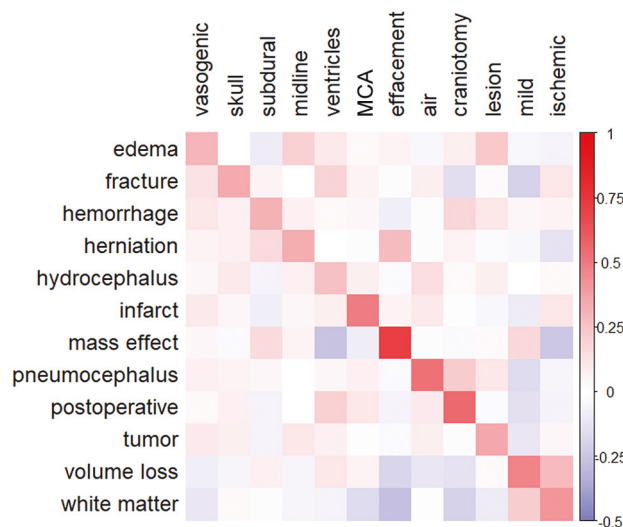 vasogenic
skull
subdural
midline
ventricles
MCA
effacement
air
craniotomy
lesion
mild
ischemic
edema
fracture
hemorrhage
herniation
hydrocephalus
infarct
mass effect
pneumocephalus
postoperative
tumor
volume loss
white matter
1
0.75
0.5
0.25
0
-0.25
-0.5